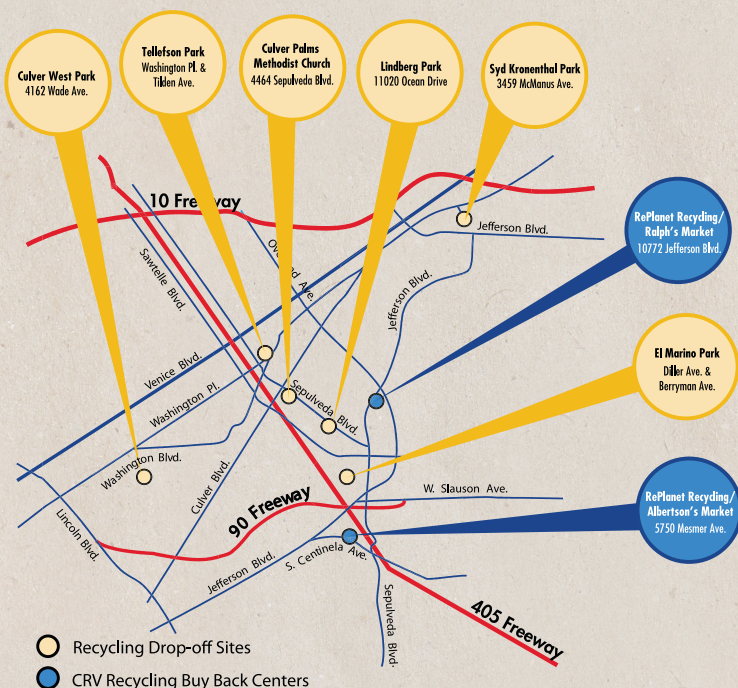 Culver West Park
4162 Wade Ave.
Tellefson Park
Washington Pl. &
Tilden Ave.
Culver Palms
Methodist Church
4464 Sepulveda Blvd.
Lindberg Park
11020 Ocean Drive
Syd Kronenthal Park
3459 McManus Ave.
RePlanet Recycling/
Ralph's Market
10772 Jefferson Blvd.
El Marino Park
Diller Ave. &
Berryman Ave.
RePlanet Recycling/
Albertson's Market
5750 Mesmer Ave.
10 Freeway
Jefferson Blvd.
Sawtelle Blvd.
Ave.
Jefferson Blvd.
Venice Blvd.
Washington Pl.
Sepulveda Blvd.
Washington Blvd.
Culver Blvd.
Lincoln Blvd.
90 Freeway
W. Slauson Ave.
Jefferson Blvd.
S. Centinela Ave.
Sepulveda Blvd.
405 Freeway
Recycling Drop-off Sites
CRV Recycling Buy Back Centers